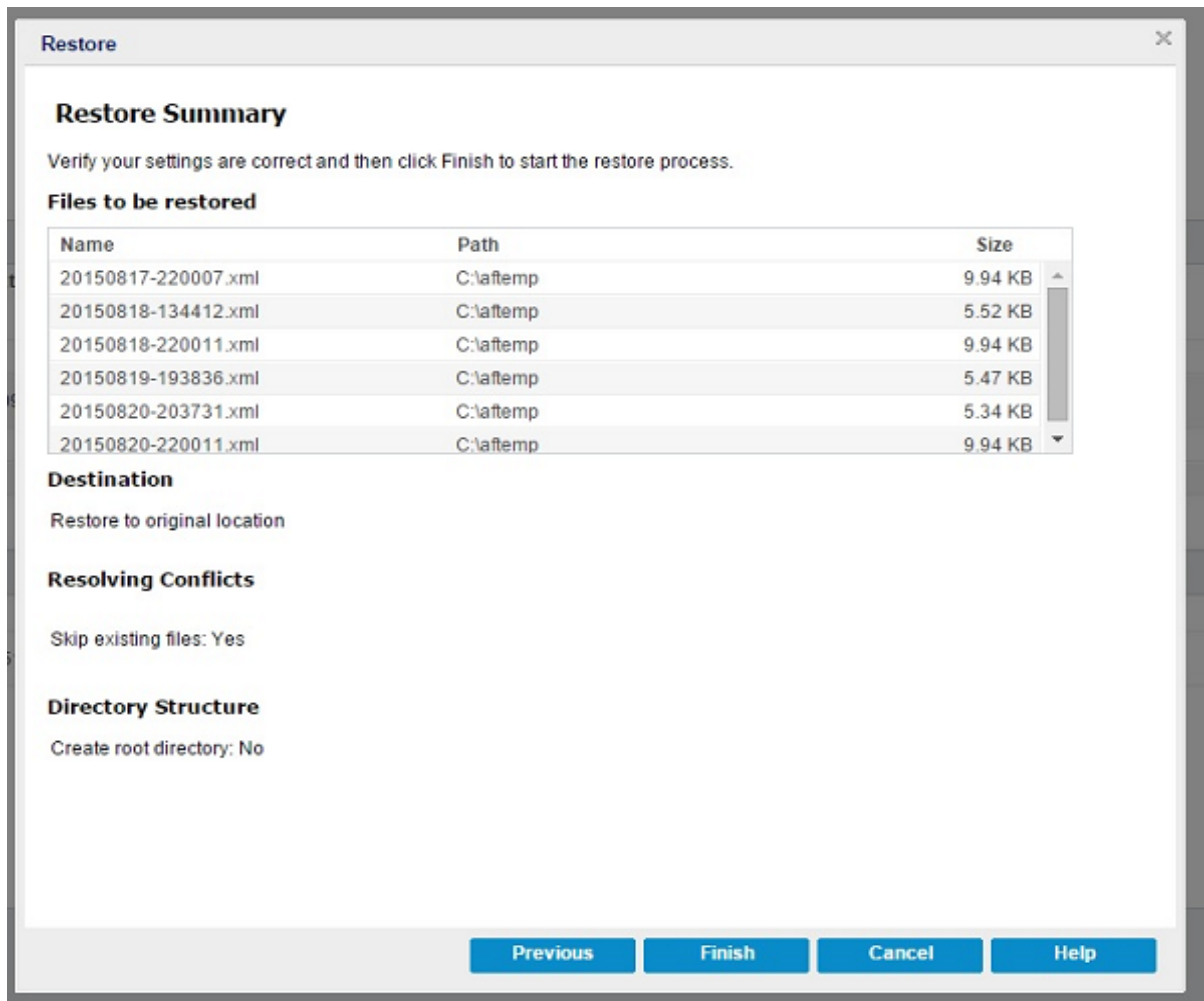 Restore
Restore Summary
Verify your settings are correct and then click Finish to start the restore process.
Files to be restored
Name Path Size
20150817-220007.xml C:\aftemp 9.94 KB
20150818-134412.xml C:\aftemp 5.52 KB
20150818-220011.xml C:\aftemp 9.94 KB
20150819-193836.xml C:\aftemp 5.47 KB
20150820-203731.xml C:\aftemp 5.34 KB
20150820-220011.xml C:\aftemp 9.94 KB
Destination
Restore to original location
Resolving Conflicts
Skip existing files: Yes
Directory Structure
Create root directory: No
Previous Finish Cancel Help